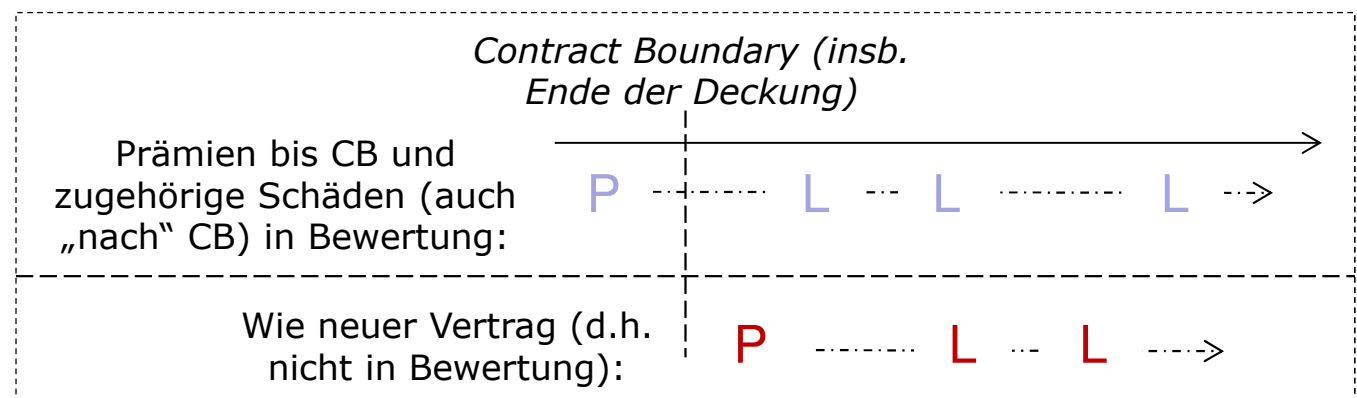 Contract Boundary (insb.
Ende der Deckung)
Prämien bis CB und
zugehörige Schäden (auch
„nach“ CB) in Bewertung:
P L L L
Wie neuer Vertrag (d.h.
nicht in Bewertung):
P L L